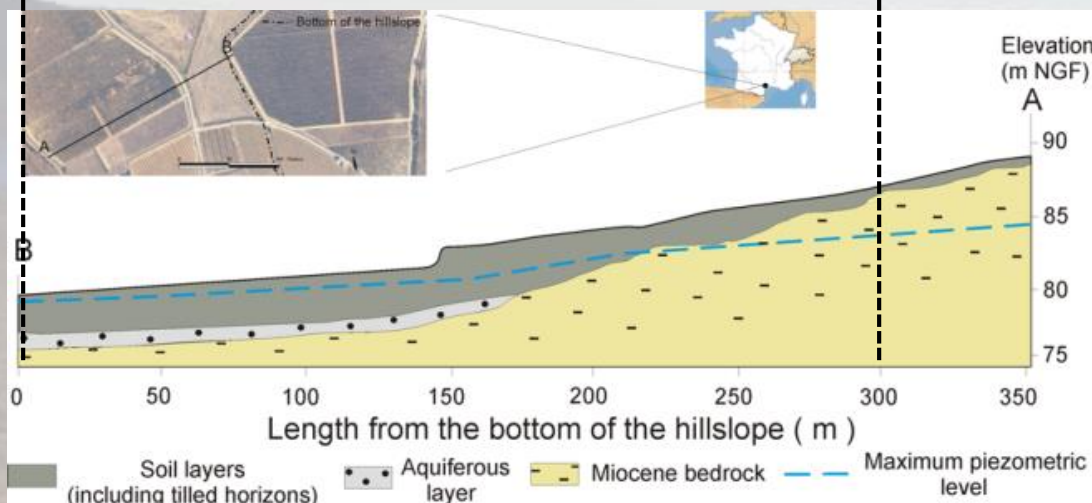 Bottom of the hillslope
B
A
Elevation
(m NGF)
A
90
85
B
80
75
0 50 100 150 200 250 300 350
Length from the bottom of the hillslope ( m )
Soil layers
(including tilled horizons)
Aquiferous
layer
Miocene bedrock
Maximum piezometric
level